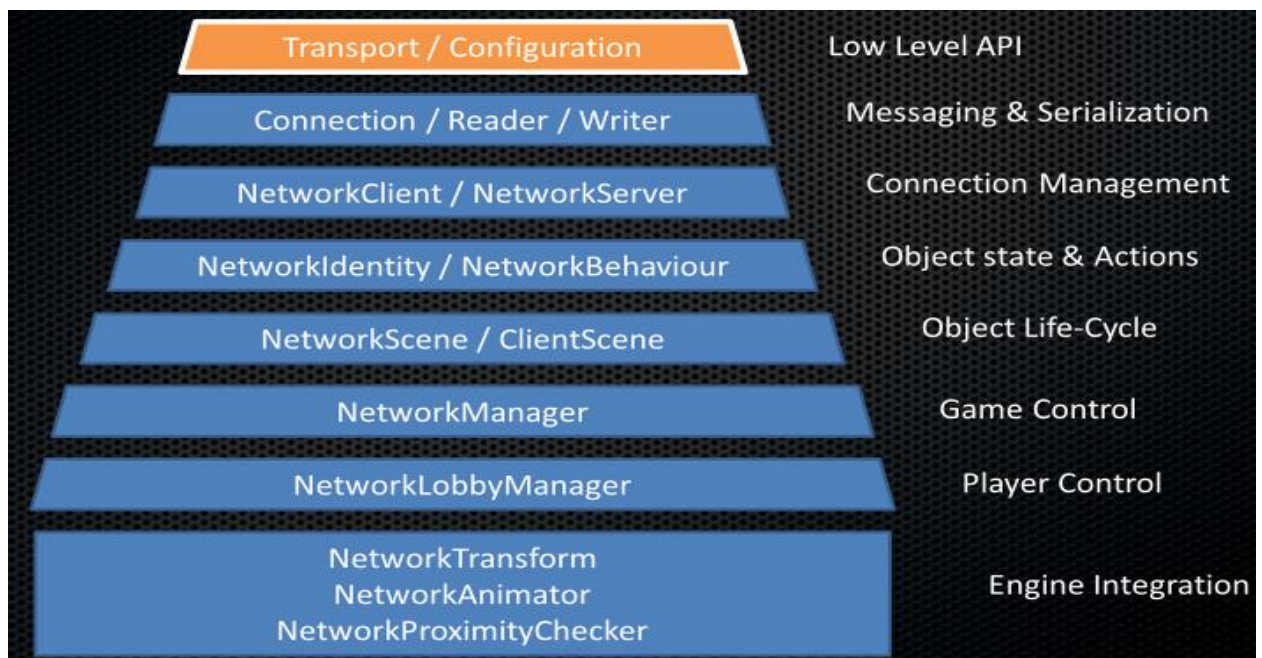 Transport / Configuration
Low Level API
Connection / Reader / Writer
Messaging & Serialization
NetworkClient / NetworkServer
Connection Management
NetworkIdentity / NetworkBehaviour
Object state & Actions
NetworkScene / ClientScene
Object Life-Cycle
NetworkManager
Game Control
NetworkLobbyManager
Player Control
NetworkTransform
NetworkAnimator
NetworkProximityChecker
Engine Integration